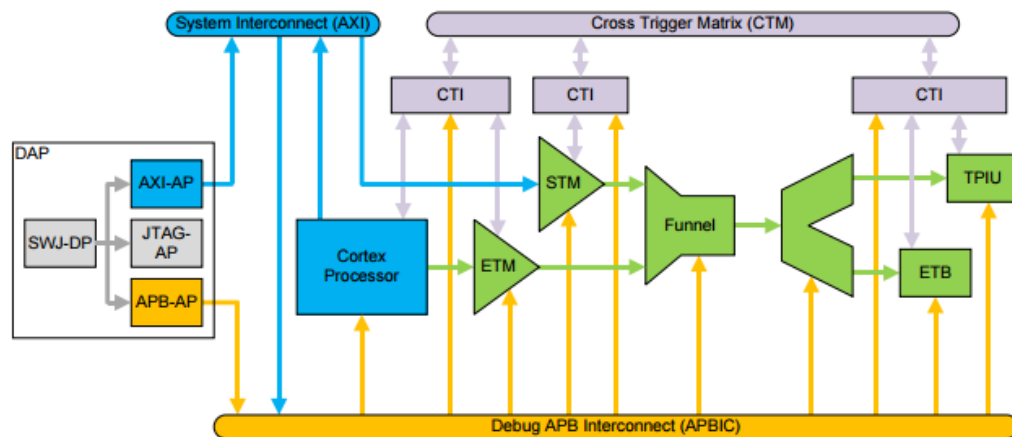 System Interconnect (AXI)
Cross Trigger Matrix (CTM)
CTI
CTI
CTI
DAP
AXI-AP
STM
TPIU
SWJ-DP
JTAG-
AP
Funnel
Cortex
Processor
ETM
ETB
APB-AP
Debug APB Interconnect (APBIC)